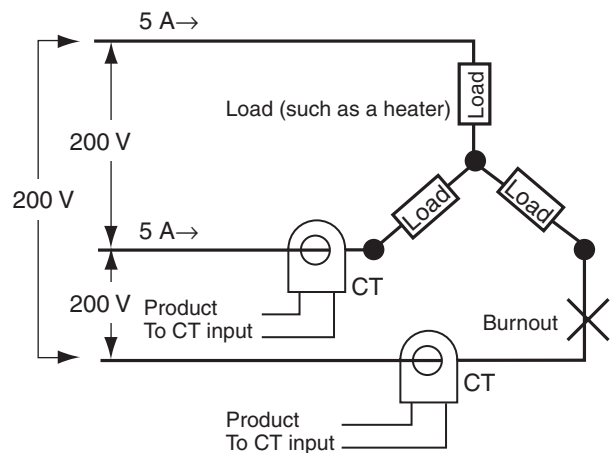 5 A→
Load (such as a heater)
Load
200 V
200 V
Load
Load
5 A→
CT
200 V
Product
To CT input
Burnout
CT
Product
To CT input